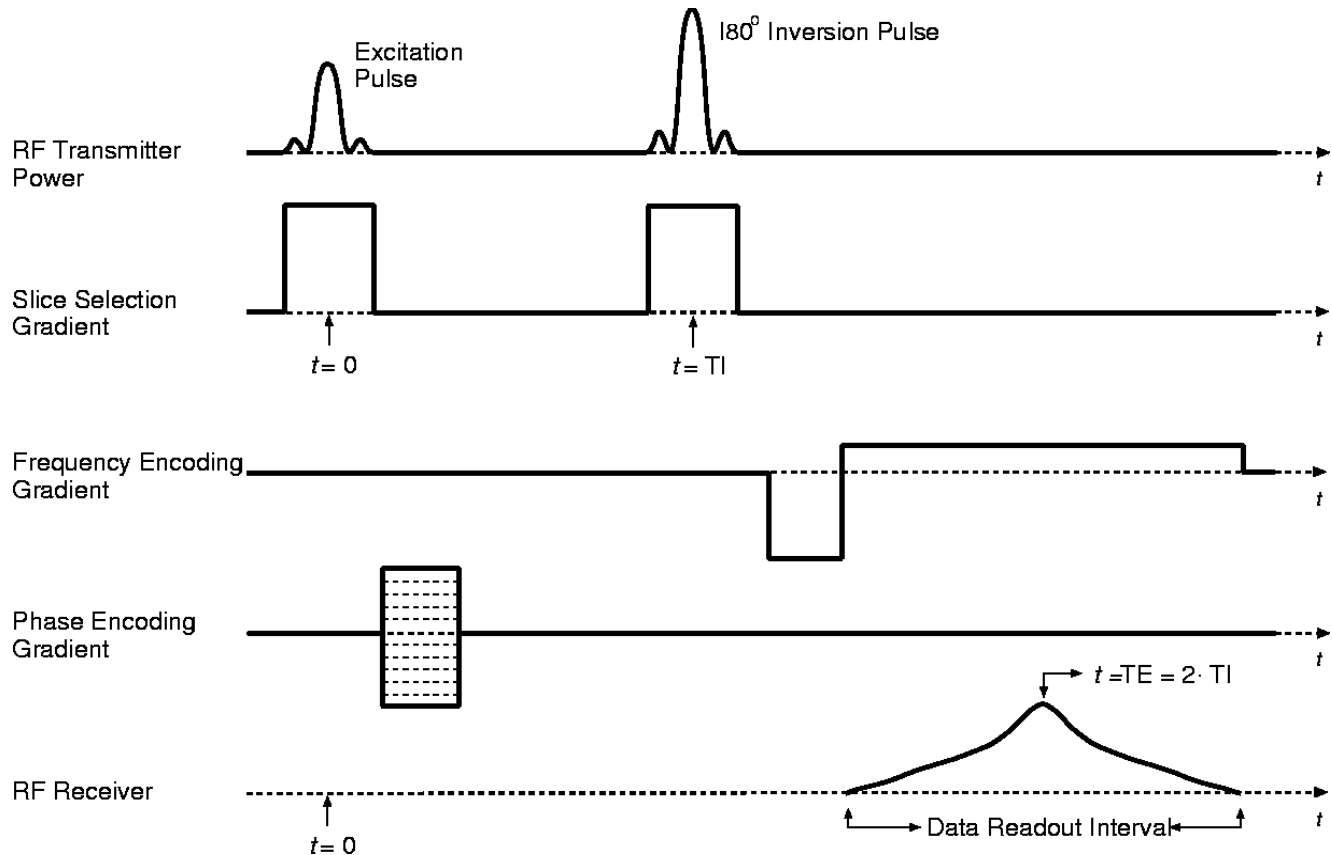 Excitation
Pulse
I80⁰ Inversion Pulse
RF Transmitter
Power
t
Slice Selection
Gradient
t
t = 0
t = TI
Frequency Encoding
Gradient
t
Phase Encoding
Gradient
t
t =TE = 2· TI
RF Receiver
t
Data Readout Interval
t = 0